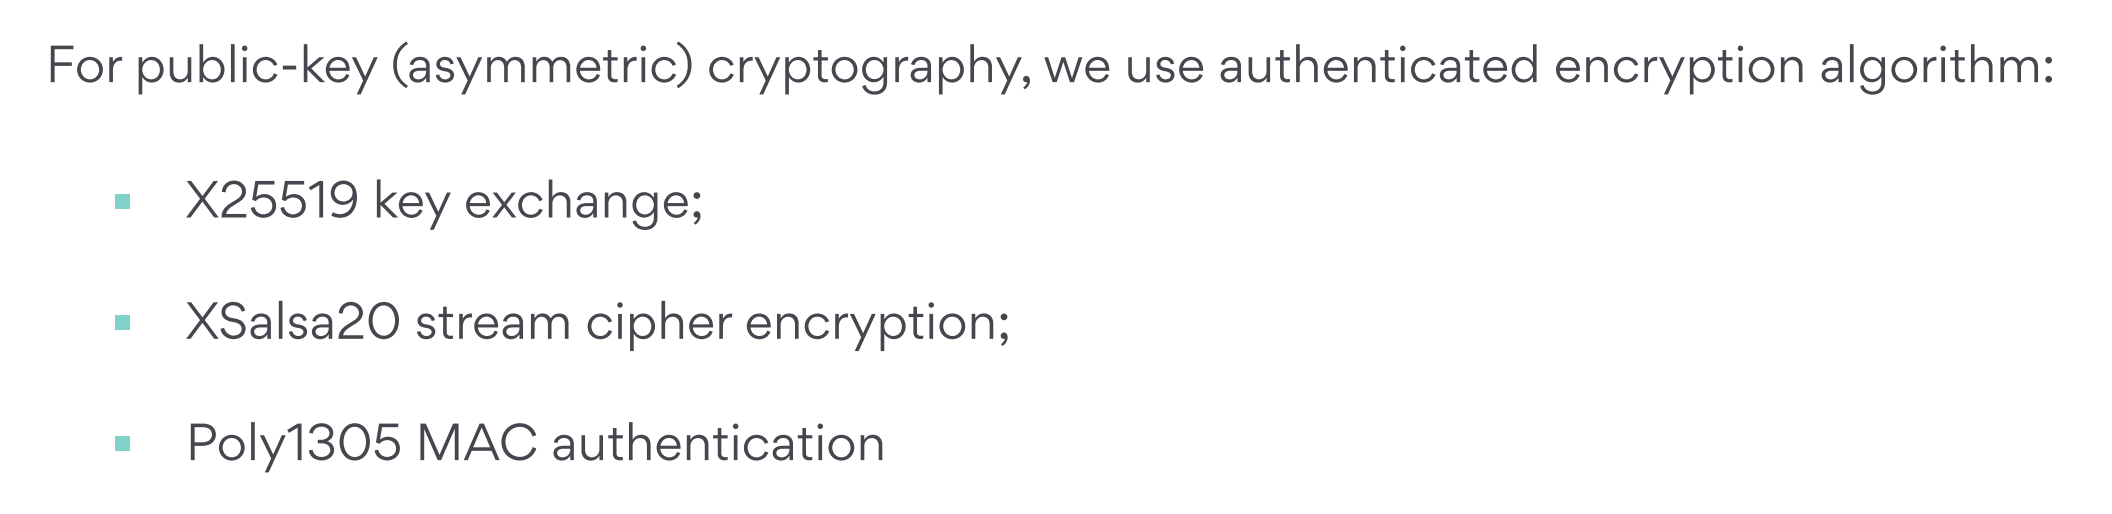 For public-key (asymmetric) cryptography, we use authenticated encryption algorithm:
▪ X25519 key exchange;
▪ XSalsa20 stream cipher encryption;
▪ Poly1305 MAC authentication